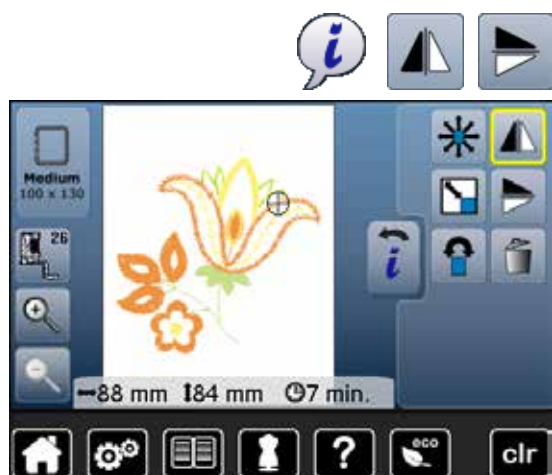 i
Medium
100 x 130
26
i
88 mm 84 mm 7 min.
? eco clr